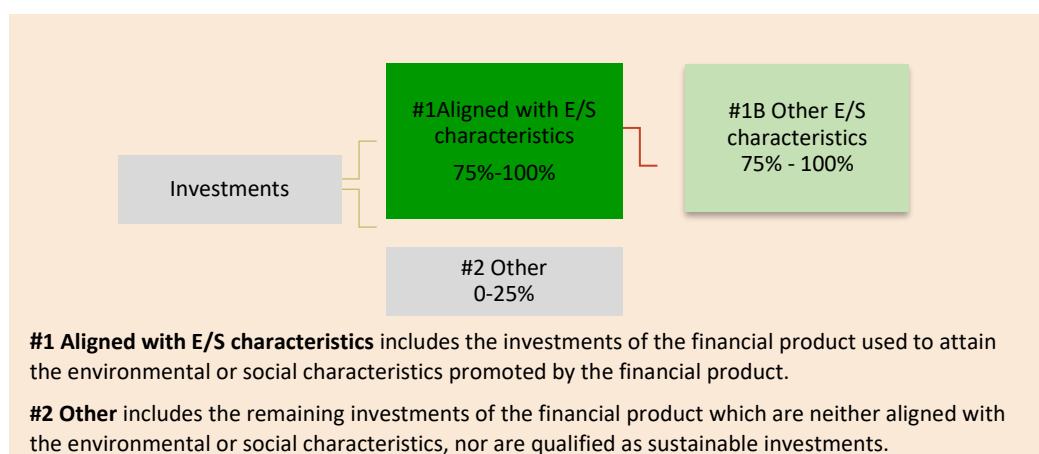 #1Aligned with E/S
characteristics
75%-100%
#1B Other E/S
characteristics
75% - 100%
Investments
#2 Other
0-25%
#1 Aligned with E/S characteristics includes the investments of the financial product used to attain
the environmental or social characteristics promoted by the financial product.
#2 Other includes the remaining investments of the financial product which are neither aligned with
the environmental or social characteristics, nor are qualified as sustainable investments.